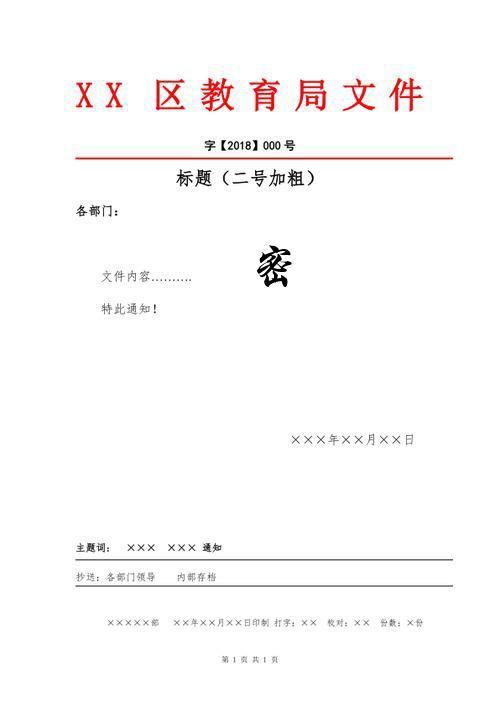 XX 区教育局文件
字【2018】000 号
标题（二号加粗）
各部门：
密
文件内容……….
特此通知！
×××年××月××日
主题词： ××× ××× 通知
抄送：各部门领导 内部存档
×××××部 ××年××月××日印制 打字：×× 校对：×× 份数：×份
第 1 页 共 1 页